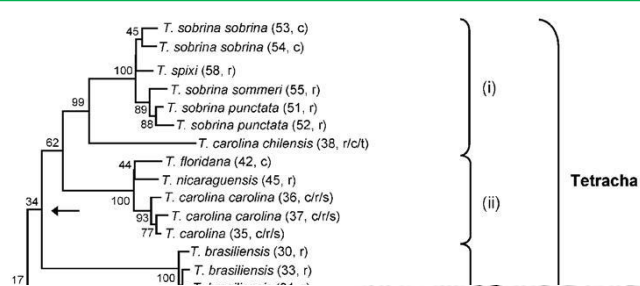 45
T. sobrina sobrina (53, c)
T. sobrina sobrina (54, c)
100
T. spixi (58, r)
T. sobrina sommeri (55, r)
89
T. sobrina punctata (51, r)
88
T. sobrina punctata (52, r)
(i)
99
T. carolina chilensis (38, r/c/t)
62
44
T. floridana (42, c)
T. nicaraguensis (45, r)
100
T. carolina carolina (36, c/r/s)
93
T. carolina carolina (37, c/r/s)
77
T. carolina (35, c/r/s)
(ii)
Tetracha
34
T. brasiliensis (30, r)
100
T. brasiliensis (33, r)
17